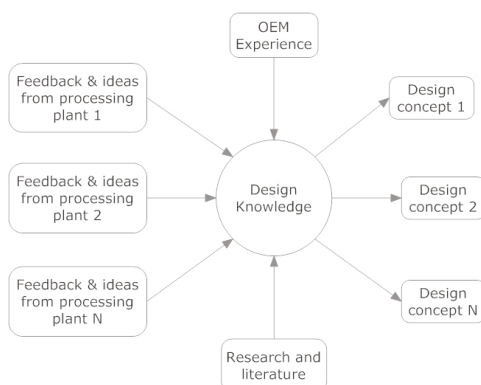 OEM
Experience
Feedback & ideas
from processing
plant 1
Design
concept 1
Feedback & ideas
from processing
plant 2
Design
Knowledge
Design
concept 2
Feedback & ideas
from processing
plant N
Design
concept N
Research and
literature